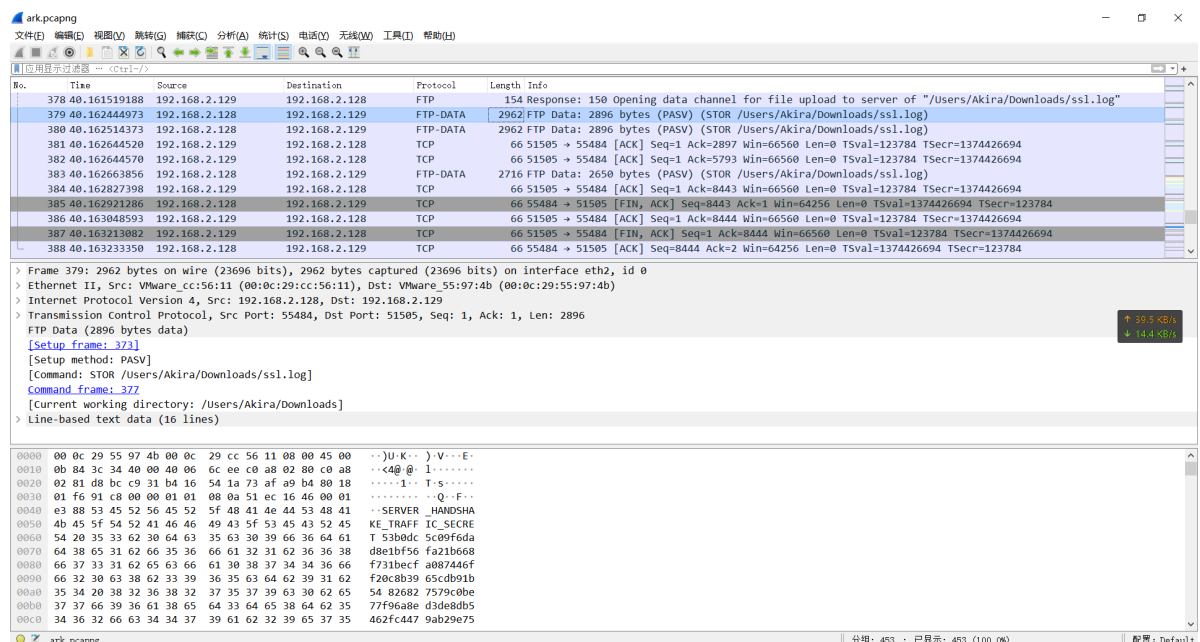 ark.pcapng
文件(F) 编辑(E) 视图(V) 跳转(G) 捕获(C) 分析(A) 统计(S) 电话(Y) 无线(W) 工具(T) 帮助(H)
应用显示过滤器 … <Ctrl-/>
No. Time Source Destination Protocol Length Info
378 40.161519188 192.168.2.129 192.168.2.128 FTP 154 Response: 150 Opening data channel for file upload to server of "/Users/Akira/Downloads/ssl.log"
379 40.162444973 192.168.2.128 192.168.2.129 FTP-DATA 2962 FTP Data: 2896 bytes (PASV) (STOR /Users/Akira/Downloads/ssl.log)
380 40.162514373 192.168.2.128 192.168.2.129 FTP-DATA 2962 FTP Data: 2896 bytes (PASV) (STOR /Users/Akira/Downloads/ssl.log)
381 40.162644520 192.168.2.129 192.168.2.128 TCP 66 51505 → 55484 [ACK] Seq=1 Ack=2897 Win=66560 Len=0 TSval=123784 TSecr=1374426694
382 40.162644570 192.168.2.129 192.168.2.128 TCP 66 51505 → 55484 [ACK] Seq=1 Ack=5793 Win=66560 Len=0 TSval=123784 TSecr=1374426694
383 40.162663856 192.168.2.128 192.168.2.129 FTP-DATA 2716 FTP Data: 2650 bytes (PASV) (STOR /Users/Akira/Downloads/ssl.log)
384 40.162827398 192.168.2.129 192.168.2.128 TCP 66 51505 → 55484 [ACK] Seq=1 Ack=8443 Win=66560 Len=0 TSval=123784 TSecr=1374426694
385 40.162921286 192.168.2.128 192.168.2.129 TCP 66 55484 → 51505 [FIN, ACK] Seq=8443 Ack=1 Win=64256 Len=0 TSval=1374426694 TSecr=123784
386 40.163048593 192.168.2.129 192.168.2.128 TCP 66 51505 → 55484 [ACK] Seq=1 Ack=8444 Win=66560 Len=0 TSval=123784 TSecr=1374426694
387 40.163213082 192.168.2.129 192.168.2.128 TCP 66 51505 → 55484 [FIN, ACK] Seq=1 Ack=8444 Win=66560 Len=0 TSval=123784 TSecr=1374426694
388 40.163233350 192.168.2.128 192.168.2.129 TCP 66 55484 → 51505 [ACK] Seq=8444 Ack=2 Win=64256 Len=0 TSval=1374426694 TSecr=123784
Frame 379: 2962 bytes on wire (23696 bits), 2962 bytes captured (23696 bits) on interface eth2, id 0
Ethernet II, Src: VMware_cc:56:11 (00:0c:29:cc:56:11), Dst: VMware_55:97:4b (00:0c:29:55:97:4b)
Internet Protocol Version 4, Src: 192.168.2.128, Dst: 192.168.2.129
Transmission Control Protocol, Src Port: 55484, Dst Port: 51505, Seq: 1, Ack: 1, Len: 2896
FTP Data (2896 bytes data)
[Setup frame: 373]
[Setup method: PASV]
[Command: STOR /Users/Akira/Downloads/ssl.log]
Command frame: 377
[Current working directory: /Users/Akira/Downloads]
Line-based text data (16 lines)
↑ 39.5 KB/s
↓ 14.4 KB/s
0000 00 0c 29 55 97 4b 00 0c 29 cc 56 11 08 00 45 00 ··)U·K·· )·V···E·
0010 0b 84 3c 34 40 00 40 06 6c ee c0 a8 02 80 c0 a8 ··<4@·@· l·······
0020 02 81 d8 bc c9 31 b4 16 54 1a 73 af a9 b4 80 18 ·····1·· T·s·····
0030 01 f6 91 c8 00 00 01 01 08 0a 51 ec 16 46 00 01 ········ ··Q··F··
0040 e3 88 53 45 52 56 45 52 5f 48 41 4e 44 53 48 41 ··SERVER _HANDSHA
0050 4b 45 5f 54 52 41 46 46 49 43 5f 53 45 43 52 45 KE_TRAFF IC_SECRE
0060 54 20 35 33 62 30 64 63 35 63 30 39 66 36 64 61 T 53b0dc 5c09f6da
0070 64 38 65 31 62 66 35 36 66 61 32 31 62 36 36 38 d8e1bf56 fa21b668
0080 66 37 33 31 62 65 63 66 61 30 38 37 34 34 36 66 f731becf a087446f
0090 66 32 30 63 38 62 33 39 36 35 63 64 62 39 31 62 f20c8b39 65cdb91b
00a0 35 34 20 38 32 36 38 32 37 35 37 39 63 30 62 65 54 82682 7579c0be
00b0 37 37 66 39 36 61 38 65 64 33 64 65 38 64 62 35 77f96a8e d3de8db5
00c0 34 36 32 66 63 34 34 37 39 61 62 32 39 65 37 35 462fc447 9ab29e75
ark.pcapng 分组: 453 · 已显示: 453 (100.0%) 配置: Default